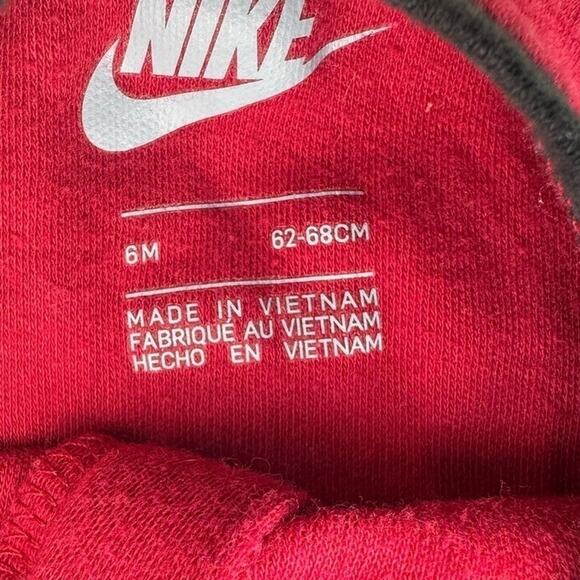 NIKE
6M 62-68CM
MADE IN VIETNAM
FABRIQUÉ AU VIETNAM
HECHO EN VIETNAM